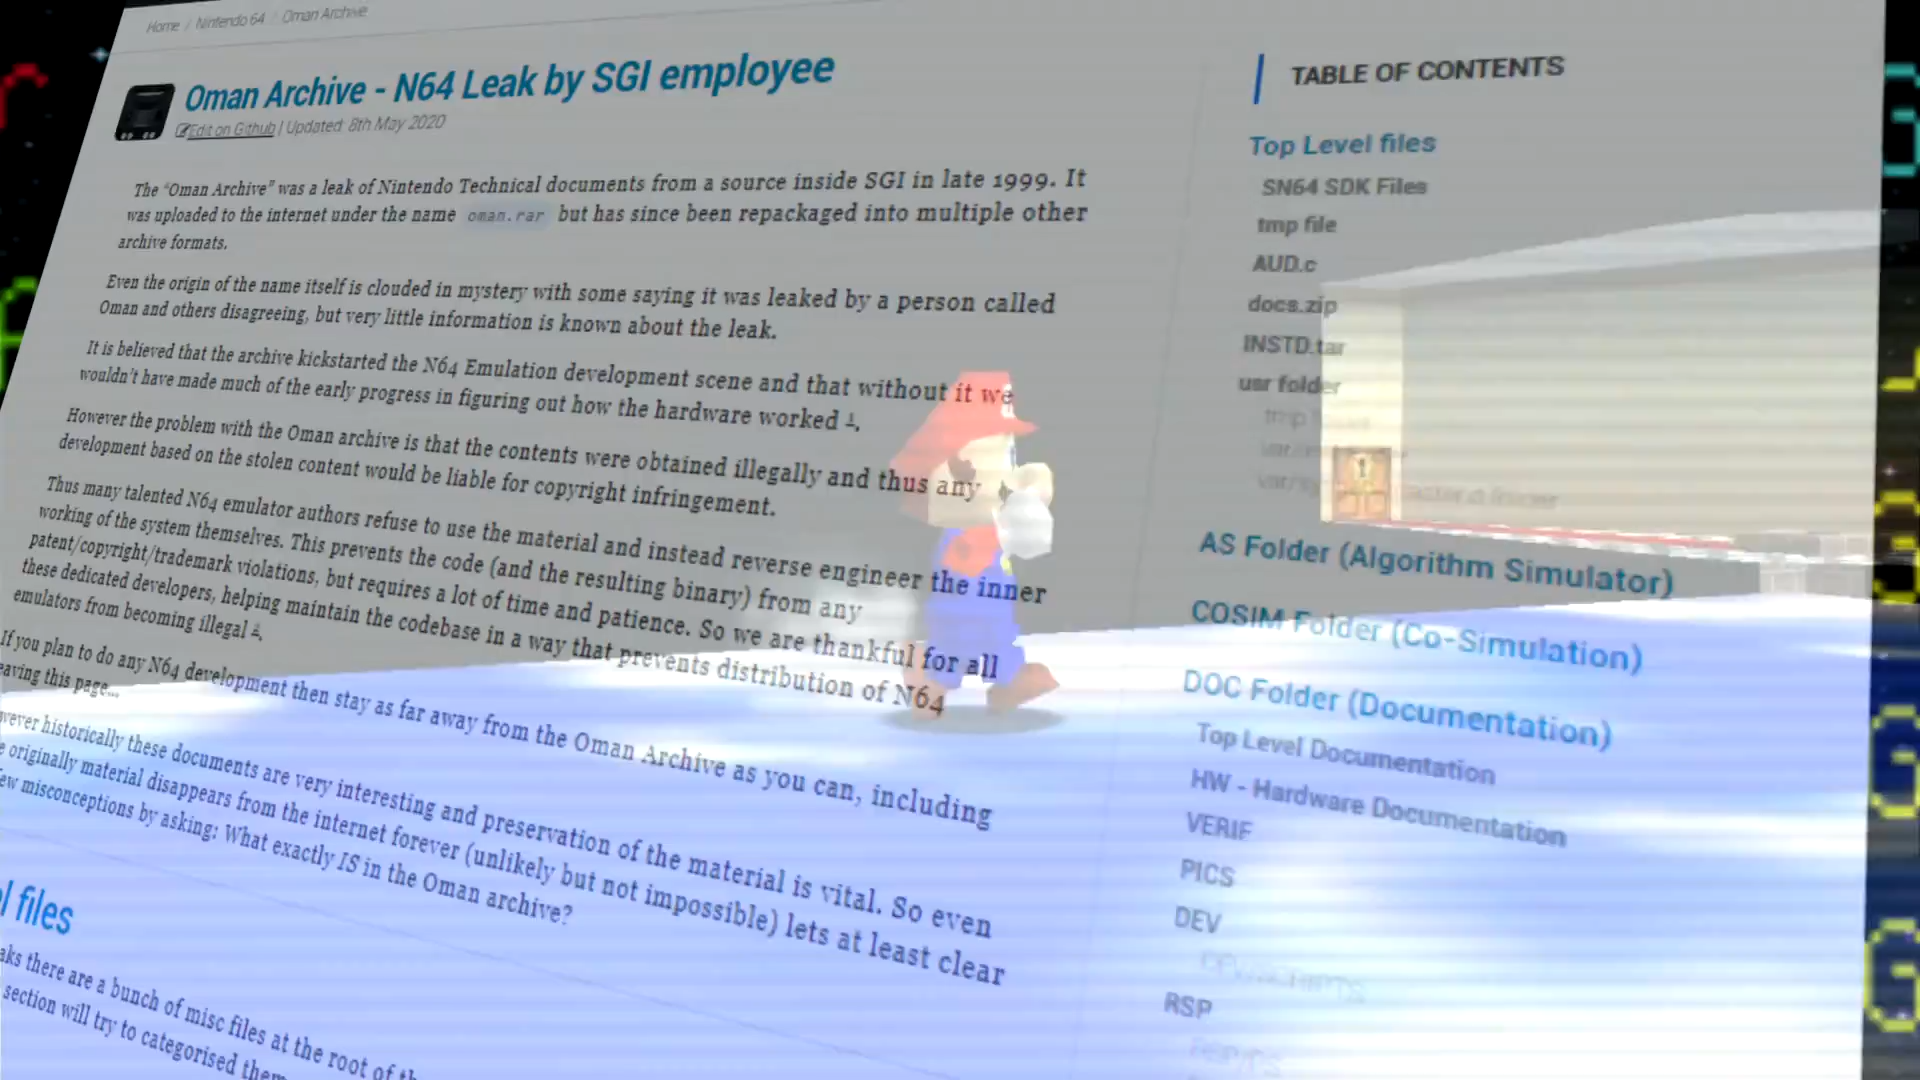 Home / Nintendo 64 / Oman Archive
Oman Archive - N64 Leak by SGI employee
Edit on Github | Updated: 8th May 2020
The “Oman Archive” was a leak of Nintendo Technical documents from a source inside SGI in late 1999. It
was uploaded to the internet under the name oman.rar but has since been repackaged into multiple other
archive formats.
Even the origin of the name itself is clouded in mystery with some saying it was leaked by a person called
Oman and others disagreeing, but very little information is known about the leak.
It is believed that the archive kickstarted the N64 Emulation development scene and that without it we
wouldn’t have made much of the early progress in figuring out how the hardware worked 1.
However the problem with the Oman archive is that the contents were obtained illegally and thus any
development based on the stolen content would be liable for copyright infringement.
Thus many talented N64 emulator authors refuse to use the material and instead reverse engineer the inner
working of the system themselves. This prevents the code (and the resulting binary) from any
patent/copyright/trademark violations, but requires a lot of time and patience. So we are thankful for all
these dedicated developers, helping maintain the codebase in a way that prevents distribution of N64
emulators from becoming illegal 2.
If you plan to do any N64 development then stay as far away from the Oman Archive as you can, including
eaving this page...
wever historically these documents are very interesting and preservation of the material is vital. So even
e originally material disappears from the internet forever (unlikely but not impossible) lets at least clear
ew misconceptions by asking: What exactly IS in the Oman archive?
l files
aks there are a bunch of misc files at the root of th
section will try to categorised them
TABLE OF CONTENTS
Top Level files
SN64 SDK Files
tmp file
AUD.c
docs.zip
INSTD.tar
usr folder
tmp
AS Folder (Algorithm Simulator)
COSIM Folder (Co-Simulation)
DOC Folder (Documentation)
Top Level Documentation
HW - Hardware Documentation
VERIF
PICS
DEV
RSP